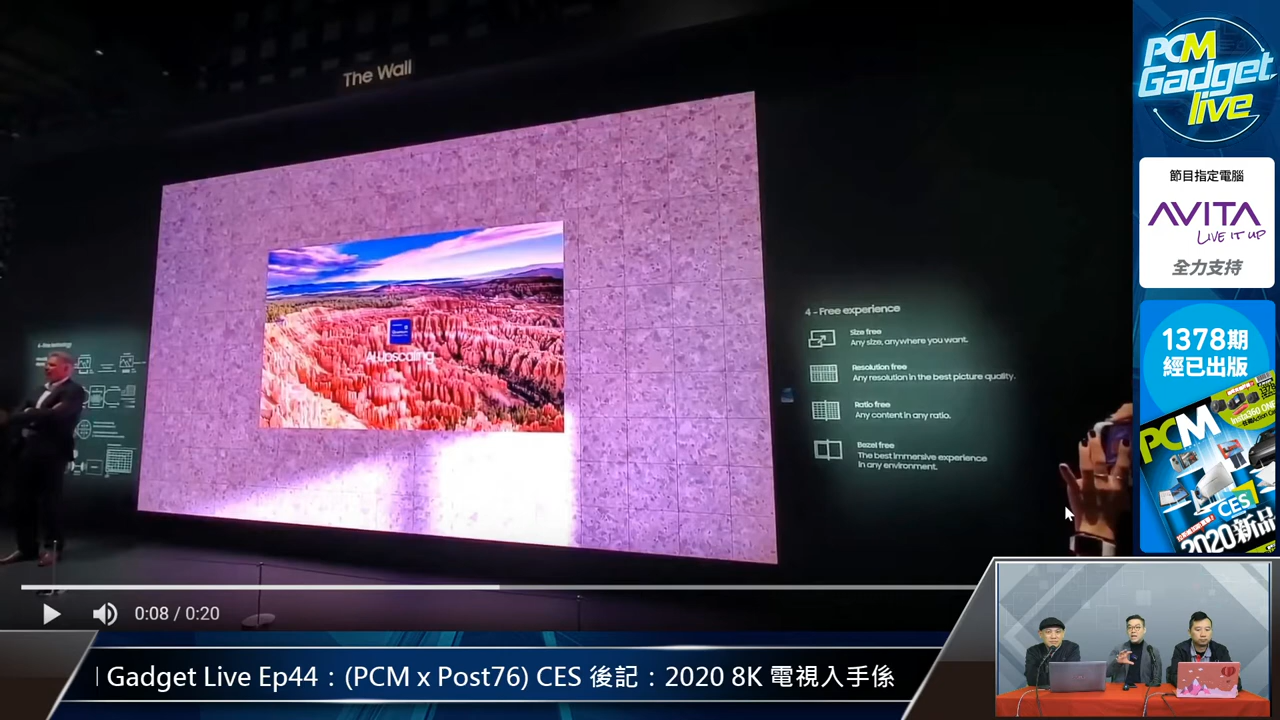 The Wall
AI upscaling
4 - Free experience
Size free
Any size, anywhere you want.
Resolution free
Any resolution in the best picture quality.
Ratio free
Any content in any ratio.
Bezel free
The best immersive experience
in any environment.
0:08 / 0:20
Gadget Live Ep44：(PCM x Post76) CES 後記：2020 8K 電視入手係
PCM
Gadget
live
節目指定電腦
AVITA
LIVE IT UP
全力支持
1378期
經已出版
PCM
Insta360 ONE
CES
2020新品